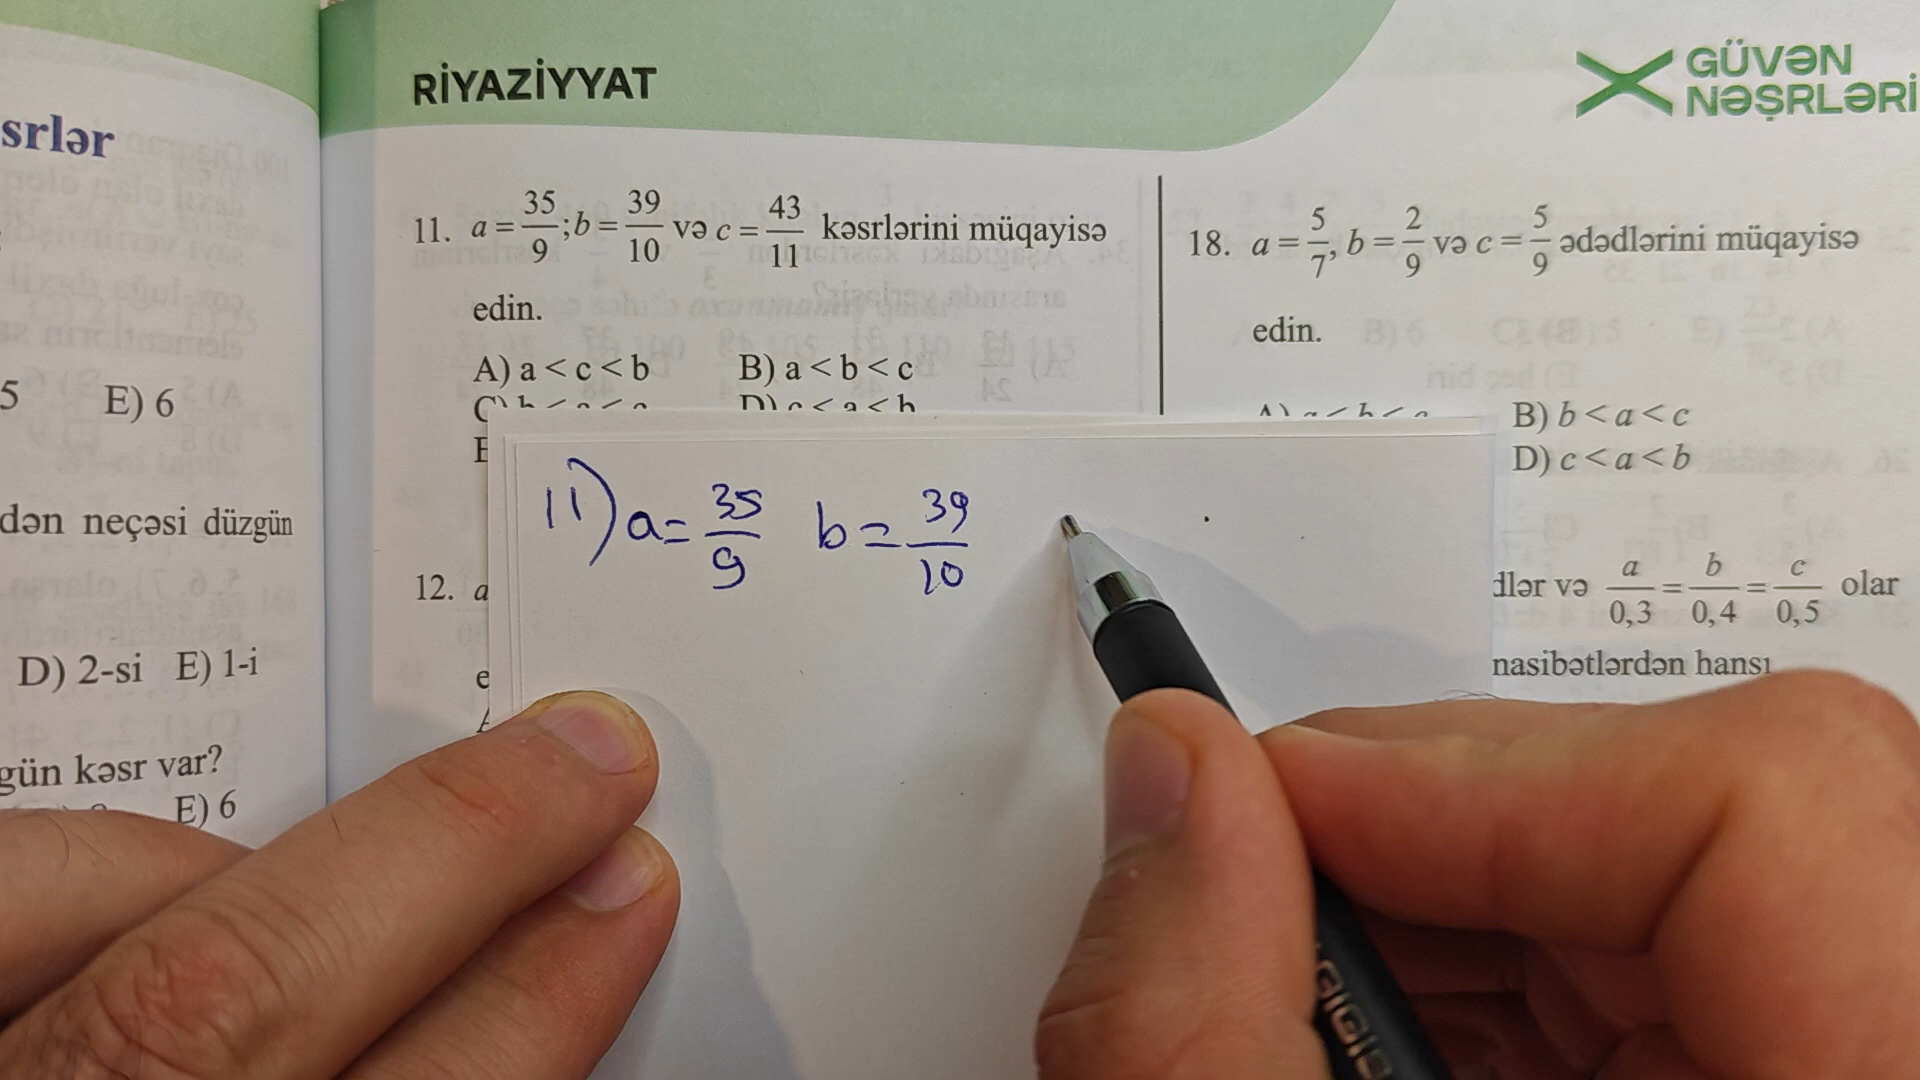 srlər
5 E) 6
dən neçəsi düzgün
D) 2-si E) 1-i
gün kəsr var?
E) 6
RİYAZİYYAT
GÜVƏN
NƏŞRLƏRİ
11. a = 35/9; b = 39/10 və c = 43/11 kəsrlərini müqayisə
edin.
A) a < c < b B) a < b < c
D) c < a < b
11) a = 35/9 b = 39/10
12. a
e
18. a = 5/7, b = 2/9 və c = 5/9 ədədlərini müqayisə
edin.
B) b < a < c
D) c < a < b
dlər və a/0,3 = b/0,4 = c/0,5 olar
nasibətlərdən hansı